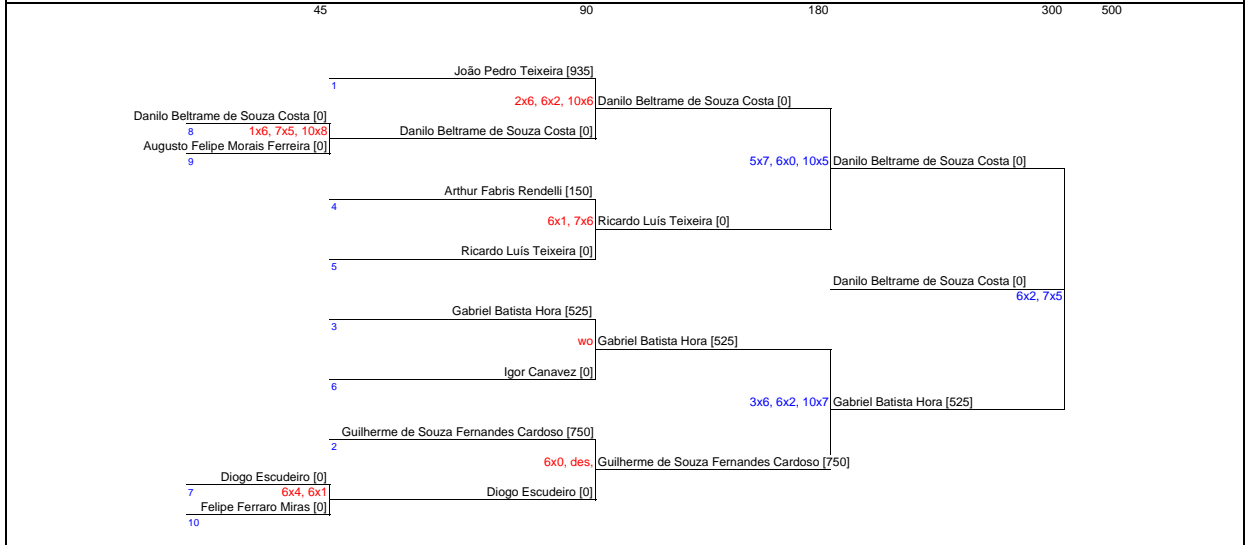 45 90 180 300 500
João Pedro Teixeira [935]
1
2x6, 6x2, 10x6 Danilo Beltrame de Souza Costa [0]
Danilo Beltrame de Souza Costa [0]
8 1x6, 7x5, 10x8 Danilo Beltrame de Souza Costa [0]
Augusto Felipe Morais Ferreira [0]
9
5x7, 6x0, 10x5 Danilo Beltrame de Souza Costa [0]
Arthur Fabris Rendelli [150]
4
6x1, 7x6 Ricardo Luís Teixeira [0]
Ricardo Luís Teixeira [0]
5
Danilo Beltrame de Souza Costa [0]
6x2, 7x5
Gabriel Batista Hora [525]
3
wo Gabriel Batista Hora [525]
Igor Canavez [0]
6
3x6, 6x2, 10x7 Gabriel Batista Hora [525]
Guilherme de Souza Fernandes Cardoso [750]
2
6x0, des, Guilherme de Souza Fernandes Cardoso [750]
Diogo Escudeiro [0]
7 6x4, 6x1 Diogo Escudeiro [0]
Felipe Ferraro Miras [0]
10